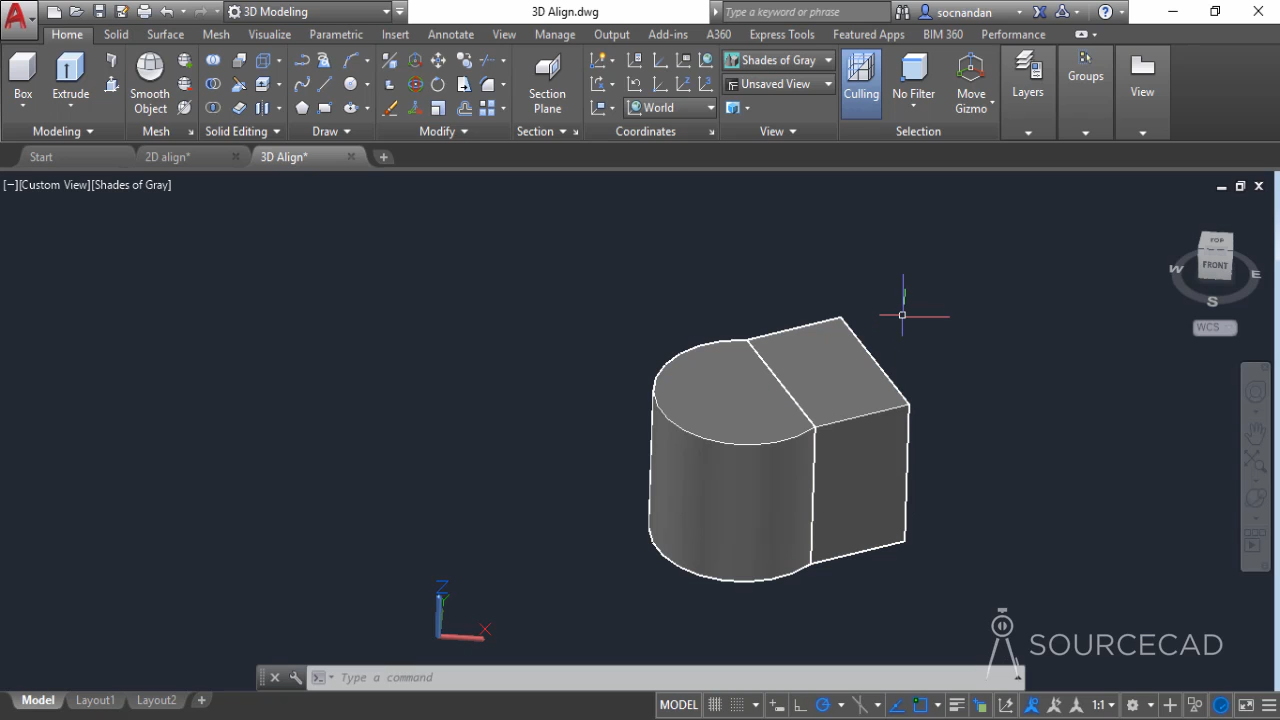 3D Modeling
3D Align.dwg
Type a keyword or phrase
socnandan
Home Solid Surface Mesh Visualize Parametric Insert Annotate View Manage Output Add-ins A360 Express Tools Featured Apps BIM 360 Performance
Box Extrude
Smooth
Object
Section
Plane
Shades of Gray
Unsaved View
World
Culling No Filter
Move
Gizmo
Layers Groups View
Modeling Mesh Solid Editing Draw Modify Section Coordinates View Selection
Start 2D align* 3D Align*
[−][Custom View][Shades of Gray]
TOP
FRONT
W E
S
WCS
Z
Y
X
SOURCECAD
Type a command
Model Layout1 Layout2
MODEL 1:1